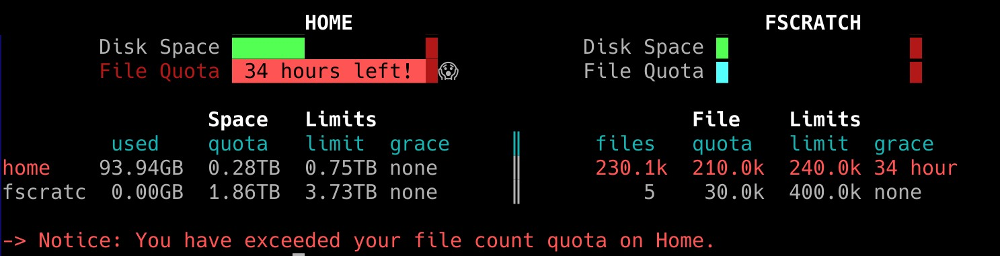 HOME FSCRATCH
Disk Space Disk Space
File Quota 34 hours left! 😱 File Quota
Space Limits File Limits
used quota limit grace ‖ files quota limit grace
home 93.94GB 0.28TB 0.75TB none ‖ 230.1k 210.0k 240.0k 34 hour
fscratc 0.00GB 1.86TB 3.73TB none ‖ 5 30.0k 400.0k none
-> Notice: You have exceeded your file count quota on Home.